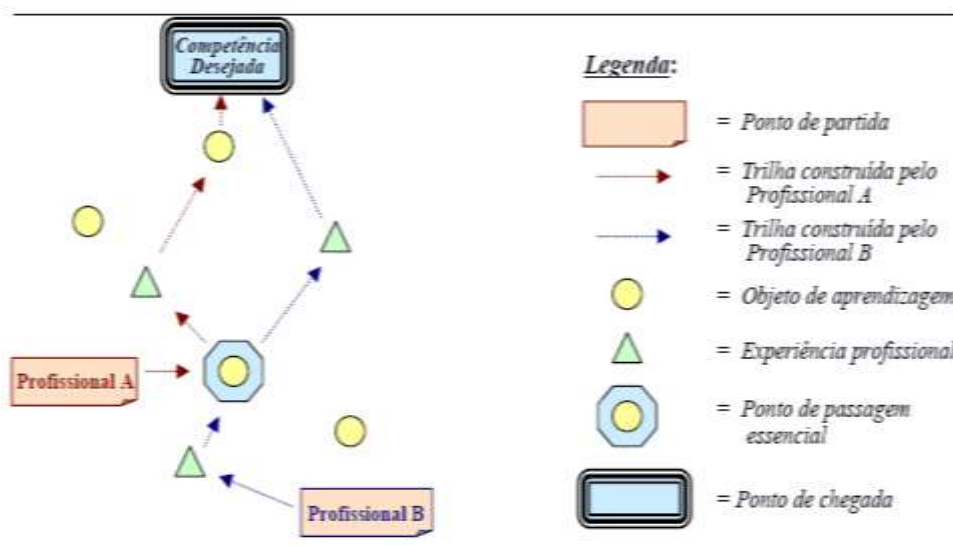 Competência
Desejada
Profissional A
Profissional B
Legenda:
= Ponto de partida
= Trilha construída pelo
Profissional A
= Trilha construída pelo
Profissional B
= Objeto de aprendizagem
= Experiência profissional
= Ponto de passagem
essencial
= Ponto de chegada